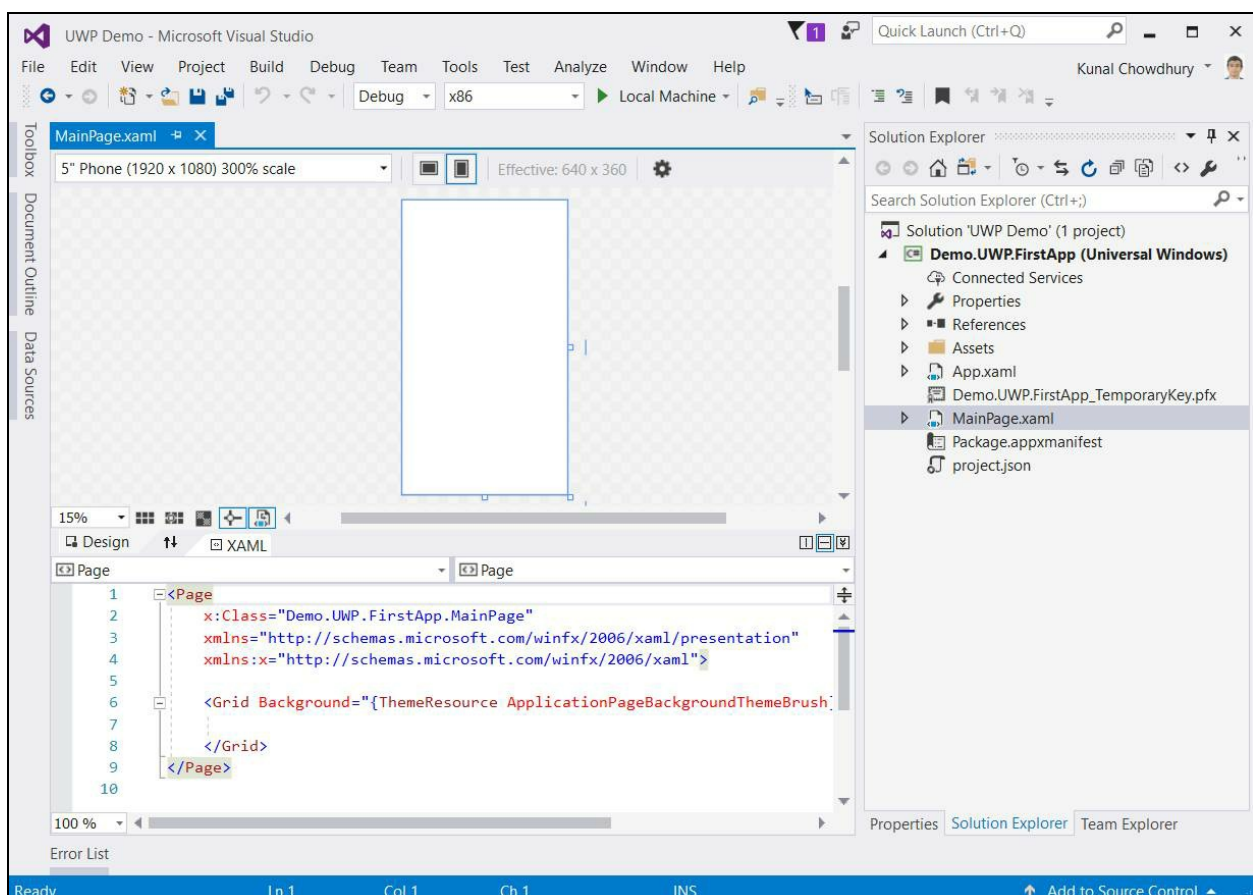 UWP Demo - Microsoft Visual Studio
1
Quick Launch (Ctrl+Q)
File Edit View Project Build Debug Team Tools Test Analyze Window Help
Kunal Chowdhury
Debug x86 Local Machine
Toolbox
Document Outline
Data Sources
MainPage.xaml
5" Phone (1920 x 1080) 300% scale
Effective: 640 x 360
15%
Design XAML
Page Page
1 <Page
2 x:Class="Demo.UWP.FirstApp.MainPage"
3 xmlns="http://schemas.microsoft.com/winfx/2006/xaml/presentation"
4 xmlns:x="http://schemas.microsoft.com/winfx/2006/xaml">
5
6 <Grid Background="{ThemeResource ApplicationPageBackgroundThemeBrush}
7
8 </Grid>
9 </Page>
10
100 %
Error List
Solution Explorer
Search Solution Explorer (Ctrl+;)
Solution 'UWP Demo' (1 project)
C# Demo.UWP.FirstApp (Universal Windows)
Connected Services
Properties
References
Assets
App.xaml
Demo.UWP.FirstApp_TemporaryKey.pfx
MainPage.xaml
Package.appxmanifest
project.json
Properties Solution Explorer Team Explorer
Ready Ln 1 Col 1 Ch 1 INS Add to Source Control